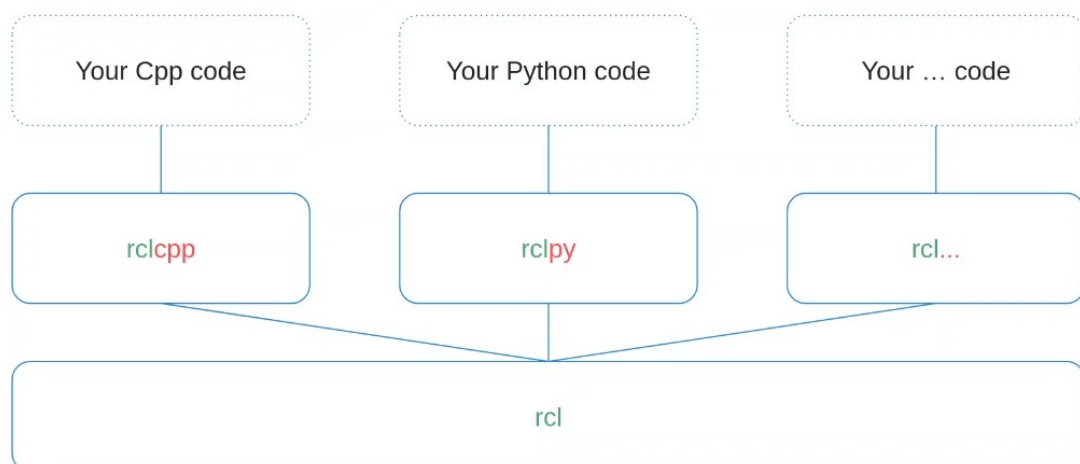 Your Cpp code
Your Python code
Your … code
rclcpp
rclpy
rcl...
rcl